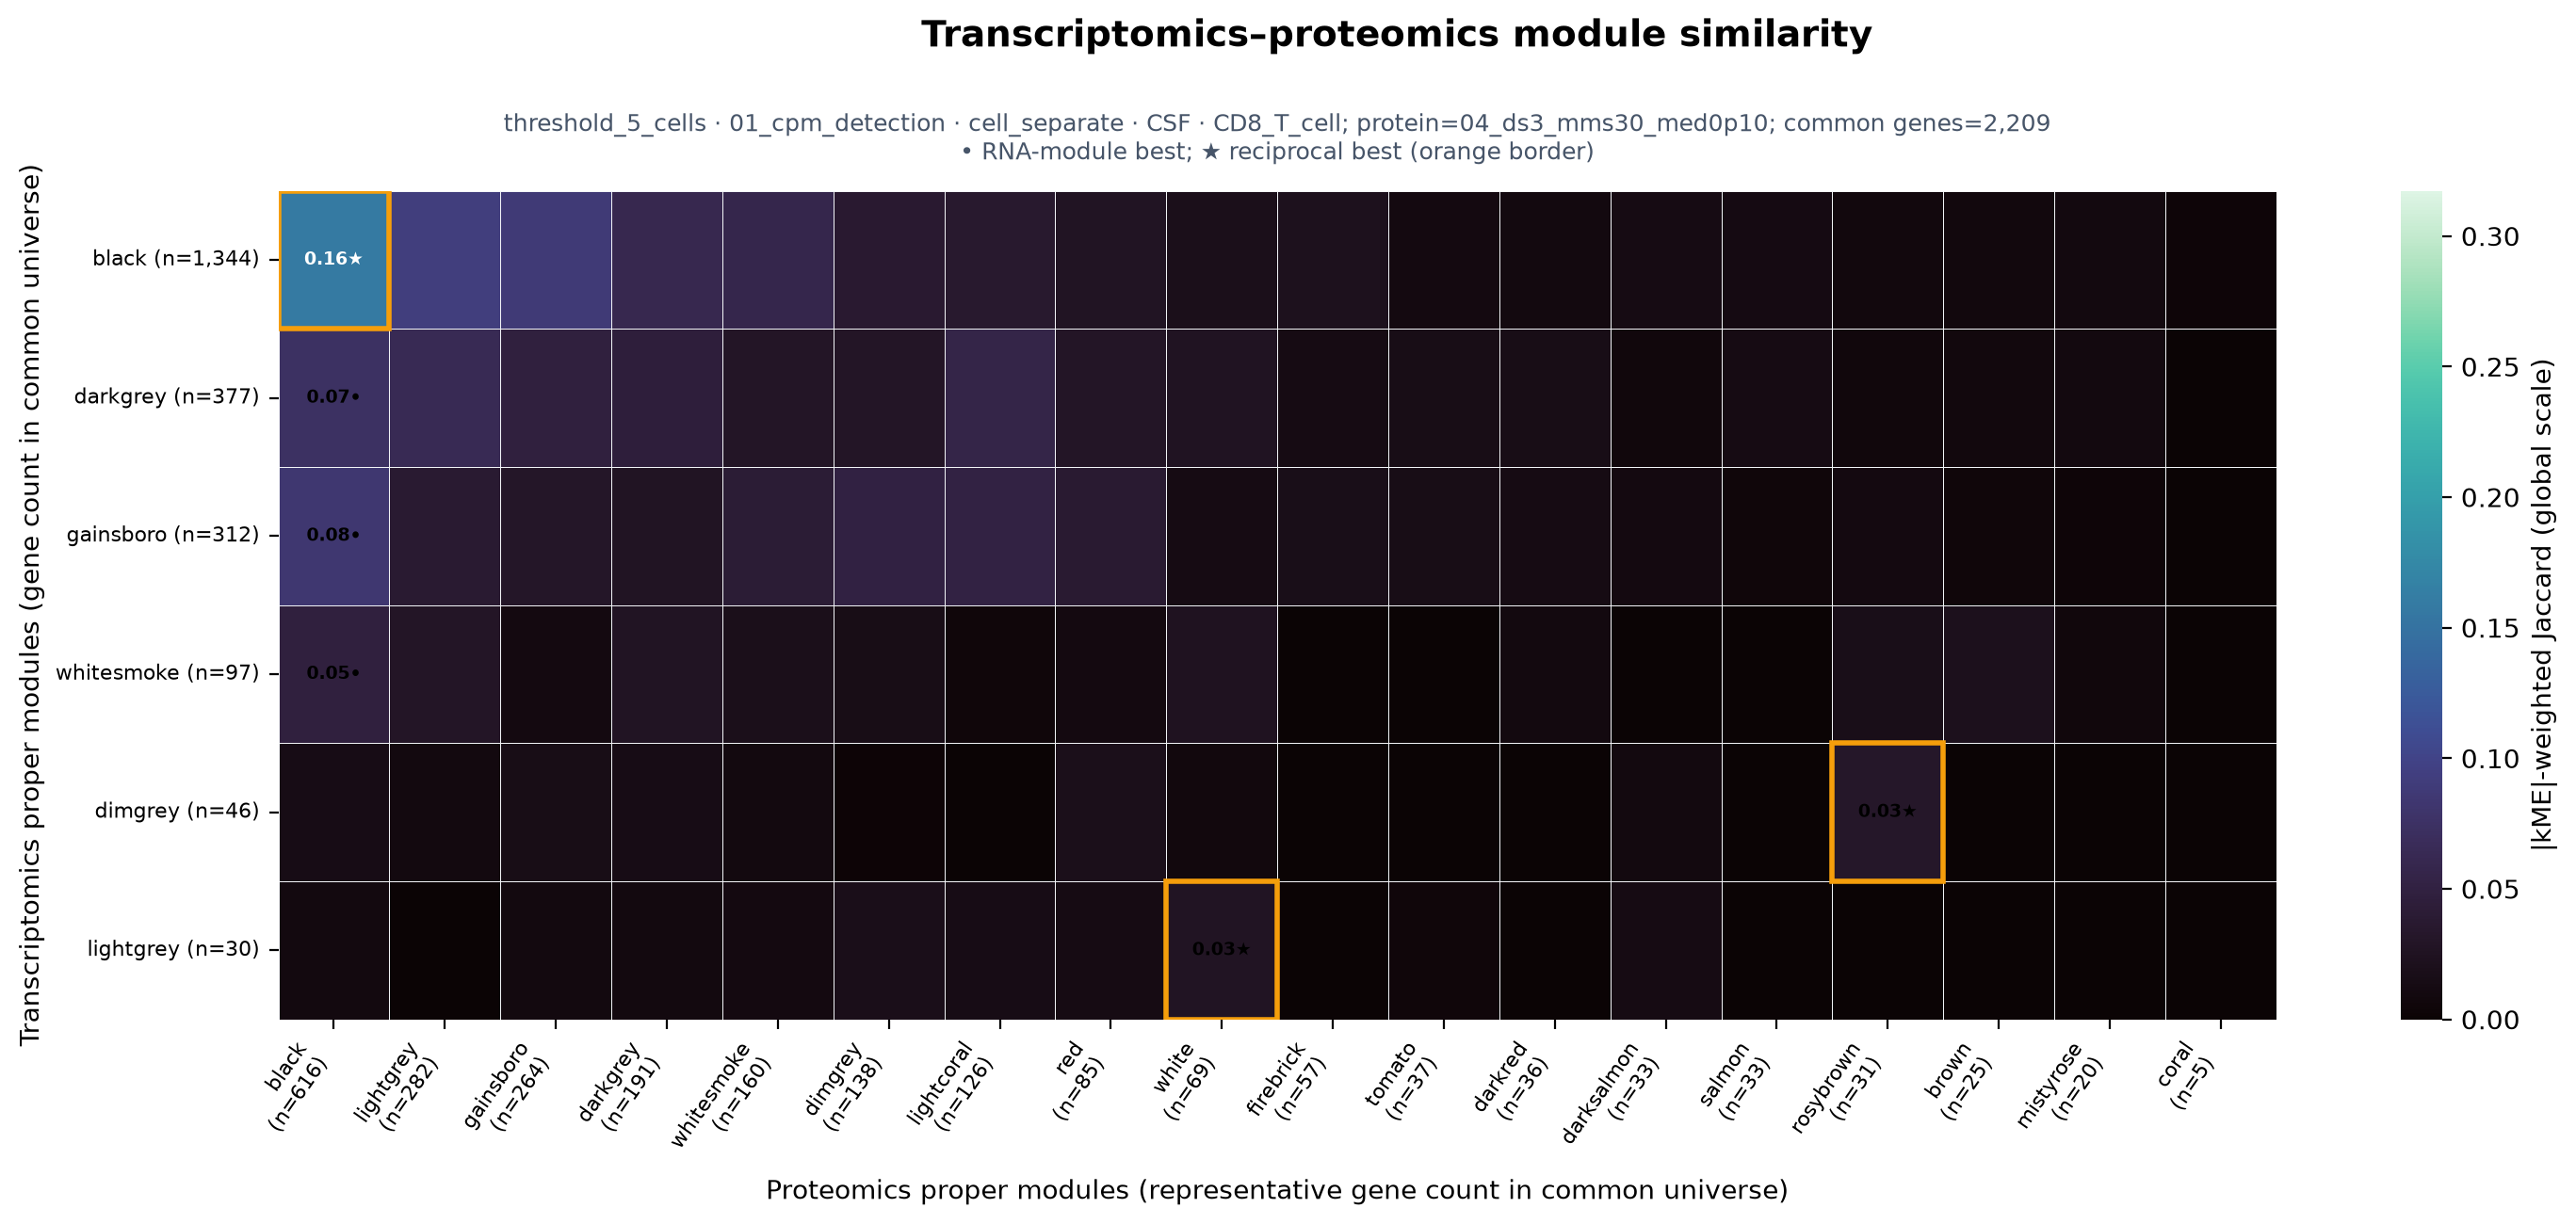 Transcriptomics–proteomics module similarity
threshold_5_cells · 01_cpm_detection · cell_separate · CSF · CD8_T_cell; protein=04_ds3_mms30_med0p10; common genes=2,209
• RNA-module best; ★ reciprocal best (orange border)
Transcriptomics proper modules (gene count in common universe)
black (n=1,344)
darkgrey (n=377)
gainsboro (n=312)
whitesmoke (n=97)
dimgrey (n=46)
lightgrey (n=30)
0.16★
0.07•
0.08•
0.05•
0.03★
0.03★
black
(n=616)
lightgrey
(n=282)
gainsboro
(n=264)
darkgrey
(n=191)
whitesmoke
(n=160)
dimgrey
(n=138)
lightcoral
(n=126)
red
(n=85)
white
(n=69)
firebrick
(n=57)
tomato
(n=37)
darkred
(n=36)
darksalmon
(n=33)
salmon
(n=33)
rosybrown
(n=31)
brown
(n=25)
mistyrose
(n=20)
coral
(n=5)
Proteomics proper modules (representative gene count in common universe)
0.30
0.25
0.20
0.15
0.10
0.05
0.00
|kME|-weighted Jaccard (global scale)